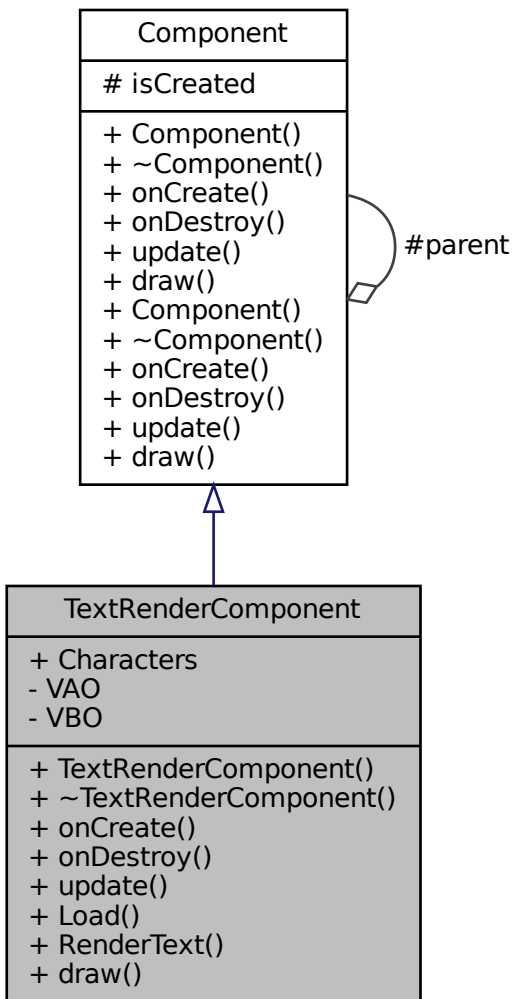 Component
# isCreated
+ Component()
+ ~Component()
+ onCreate()
+ onDestroy()
+ update()
+ draw()
+ Component()
+ ~Component()
+ onCreate()
+ onDestroy()
+ update()
+ draw()
#parent
TextRenderComponent
+ Characters
- VAO
- VBO
+ TextRenderComponent()
+ ~TextRenderComponent()
+ onCreate()
+ onDestroy()
+ update()
+ Load()
+ RenderText()
+ draw()